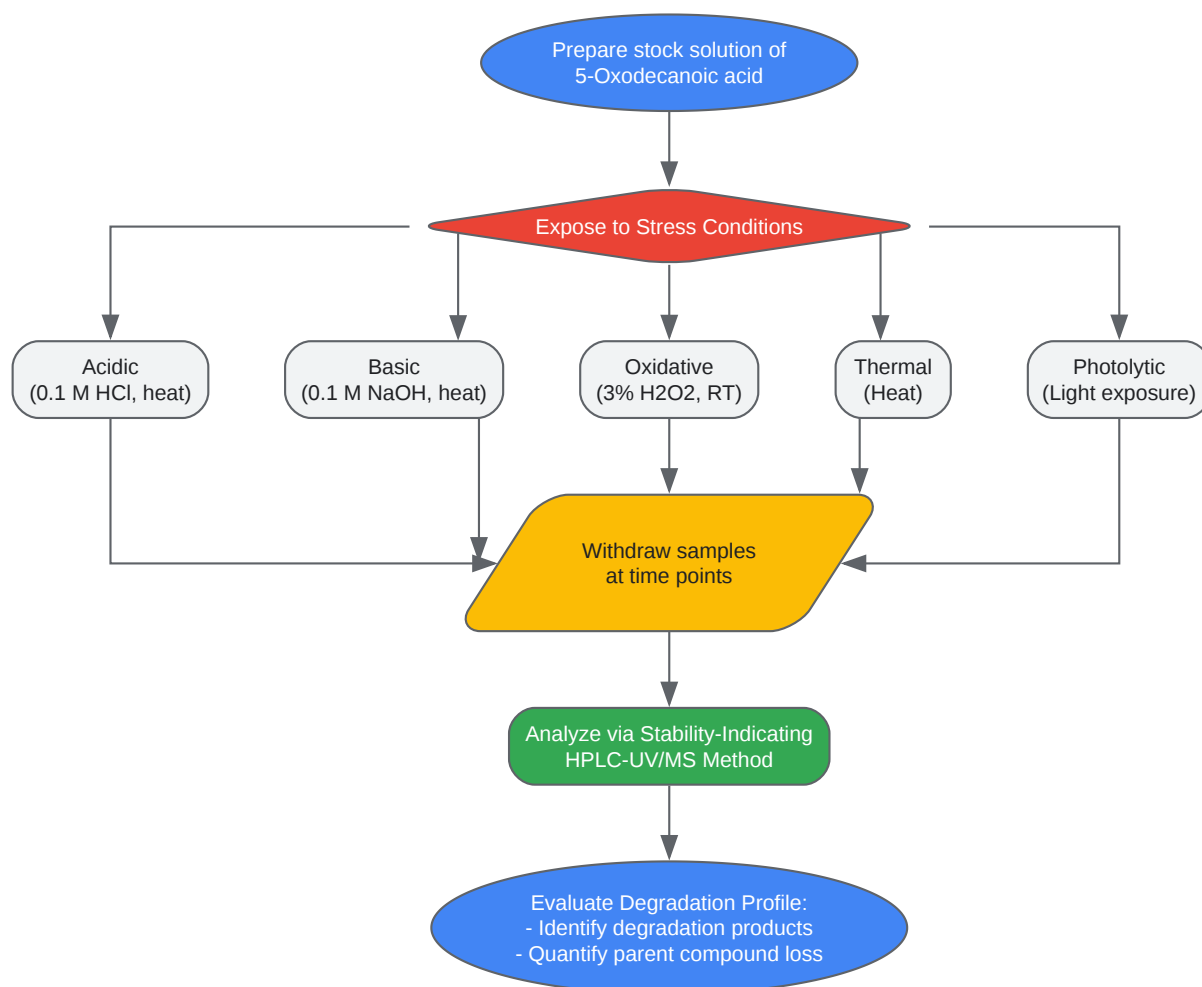 Prepare stock solution of
5-Oxodecanoic acid
Expose to Stress Conditions
Acidic
(0.1 M HCl, heat)
Basic
(0.1 M NaOH, heat)
Oxidative
(3% H2O2, RT)
Thermal
(Heat)
Photolytic
(Light exposure)
Withdraw samples
at time points
Analyze via Stability-Indicating
HPLC-UV/MS Method
Evaluate Degradation Profile:
- Identify degradation products
- Quantify parent compound loss